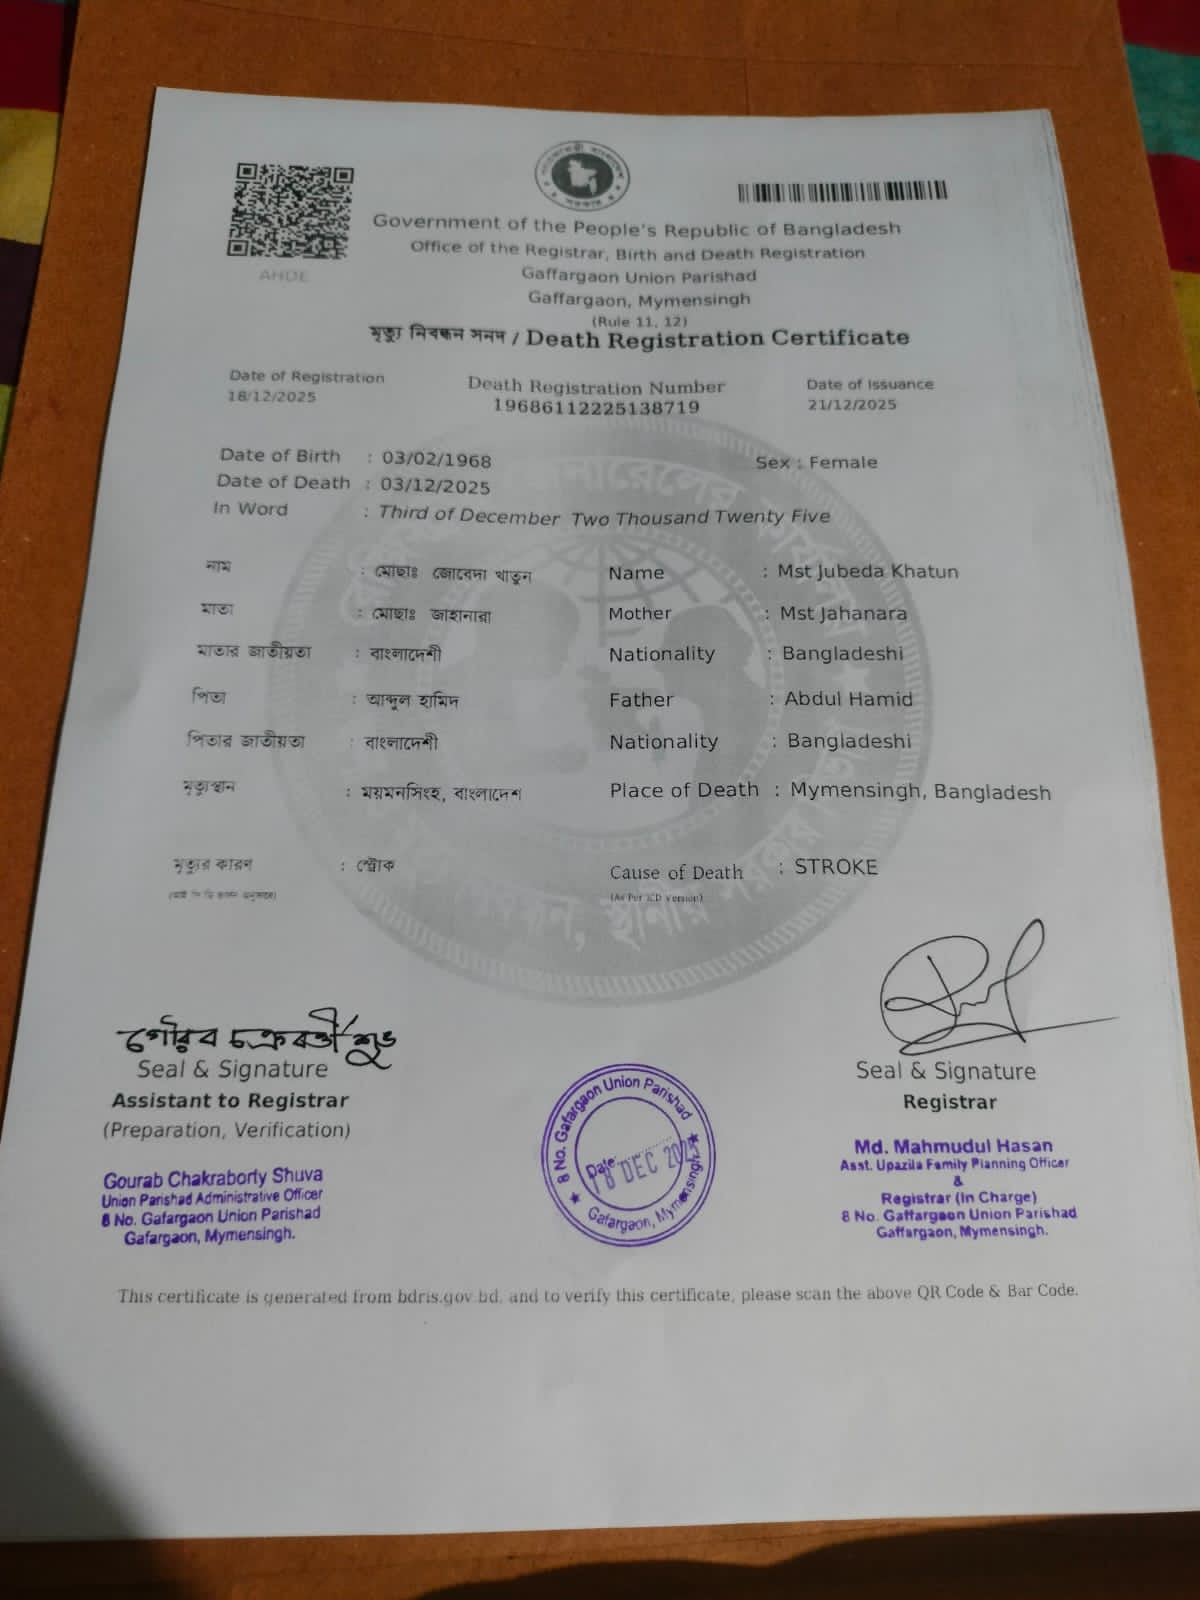 AHDE
Government of the People's Republic of Bangladesh
Office of the Registrar, Birth and Death Registration
Gaffargaon Union Parishad
Gaffargaon, Mymensingh
(Rule 11, 12)
মৃত্যু নিবন্ধন সনদ / Death Registration Certificate
Date of Registration
18/12/2025
Death Registration Number
19686112225138719
Date of Issuance
21/12/2025
Date of Birth : 03/02/1968 Sex : Female
Date of Death : 03/12/2025
In Word : Third of December Two Thousand Twenty Five
নাম : মোছাঃ জোবেদা খাতুন Name : Mst Jubeda Khatun
মাতা : মোছাঃ জাহানারা Mother : Mst Jahanara
মাতার জাতীয়তা : বাংলাদেশী Nationality : Bangladeshi
পিতা : আব্দুল হামিদ Father : Abdul Hamid
পিতার জাতীয়তা : বাংলাদেশী Nationality : Bangladeshi
মৃত্যুস্থান : ময়মনসিংহ, বাংলাদেশ Place of Death : Mymensingh, Bangladesh
মৃত্যুর কারণ : স্ট্রোক Cause of Death : STROKE
(As Per ICD version)
গৌরব চক্রবর্তী শুভ
Seal & Signature
Assistant to Registrar
(Preparation, Verification)
Gourab Chakraborty Shuva
Union Parishad Administrative Officer
8 No. Gafargaon Union Parishad
Gafargaon, Mymensingh.
8 No. Gafargaon Union Parishad
Date:
18 DEC 2025
Gafargaon, Mymensingh.
Seal & Signature
Registrar
Md. Mahmudul Hasan
Asst. Upazila Family Planning Officer
&
Registrar (In Charge)
8 No. Gaffargaon Union Parishad
Gaffargaon, Mymensingh.
This certificate is generated from bdris.gov.bd, and to verify this certificate, please scan the above QR Code & Bar Code.